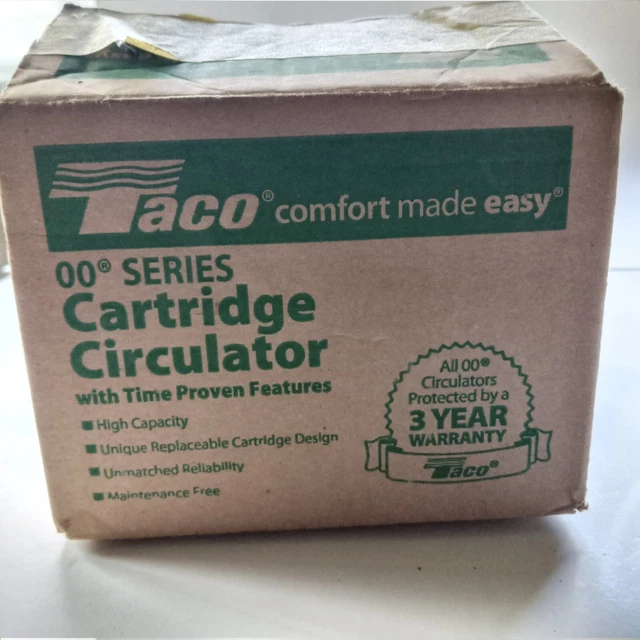 Taco® comfort made easy®
00® SERIES
Cartridge
Circulator
with Time Proven Features
■ High Capacity
■ Unique Replaceable Cartridge Design
■ Unmatched Reliability
■ Maintenance Free
All 00®
Circulators
Protected by a
3 YEAR
WARRANTY
Taco®